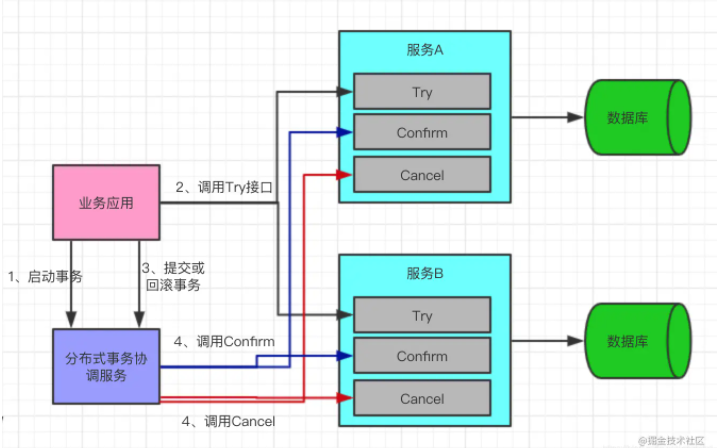 服务A
Try
数据库
Confirm
Cancel
业务应用
2、调用Try接口
1、启动事务
3、提交或
回滚事务
服务B
Try
分布式事务协
调服务
4、调用Confirm
数据库
Confirm
Cancel
4、调用Cancel
@掘金技术社区